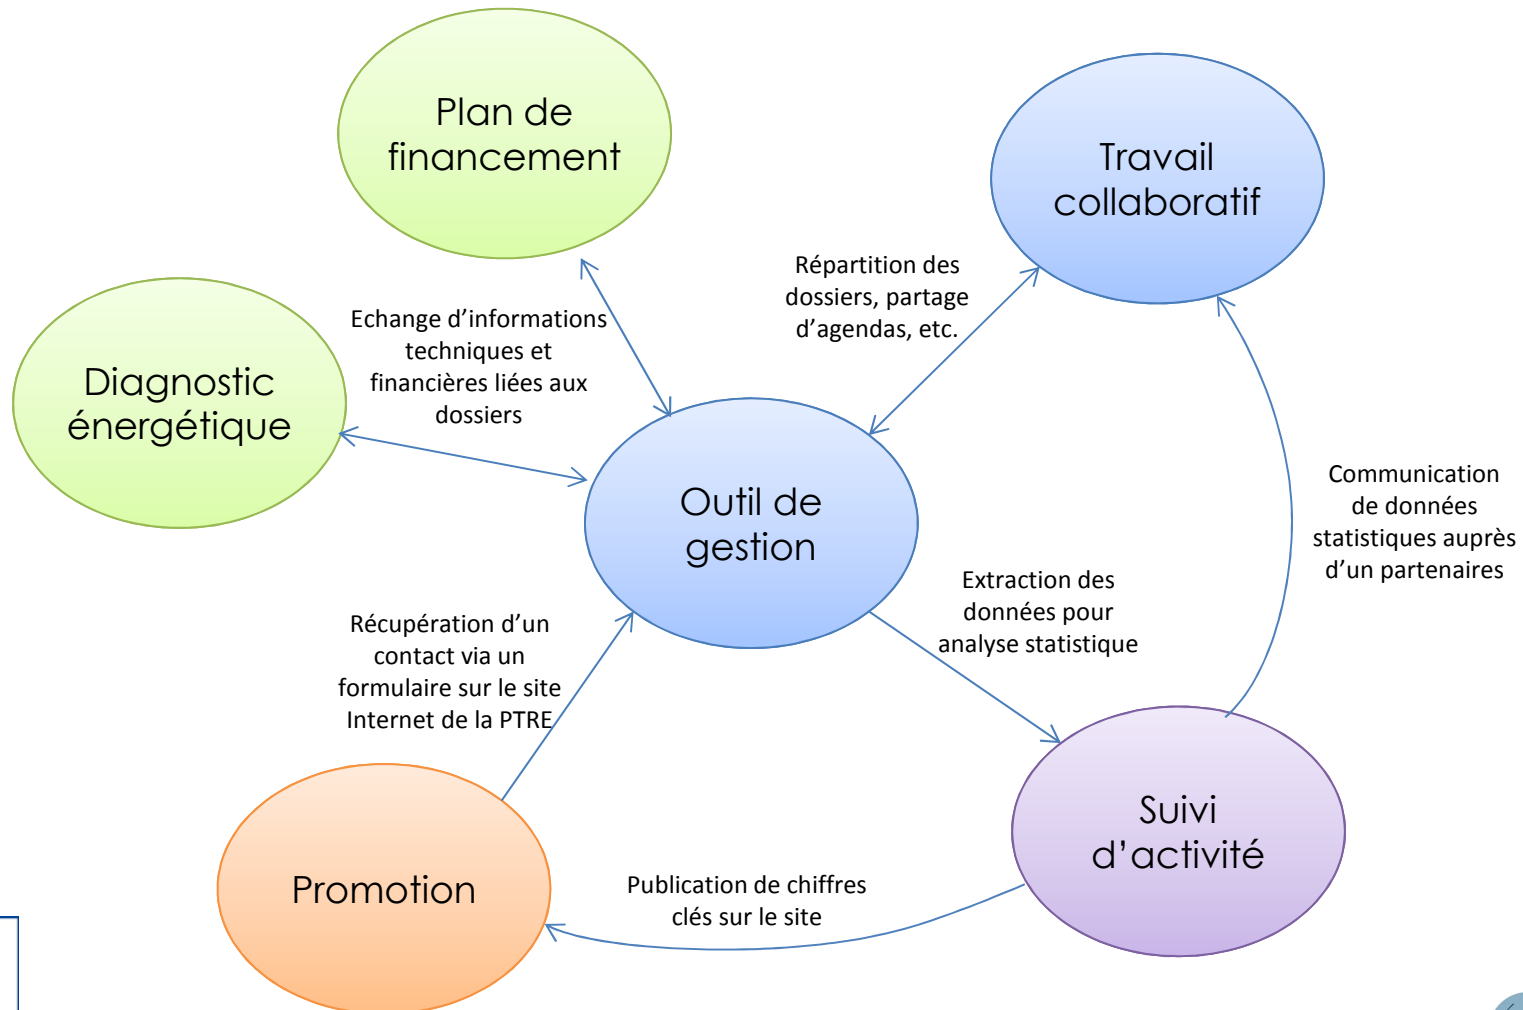 Plan de
financement
Travail
collaboratif
Répartition des
dossiers, partage
d’agendas, etc.
Echange d’informations
techniques et
financières liées aux
dossiers
Diagnostic
énergétique
Outil de
gestion
Communication
de données
statistiques auprès
d’un partenaires
Extraction des
données pour
analyse statistique
Récupération d’un
contact via un
formulaire sur le site
Internet de la PTRE
Suivi
d’activité
Promotion
Publication de chiffres
clés sur le site